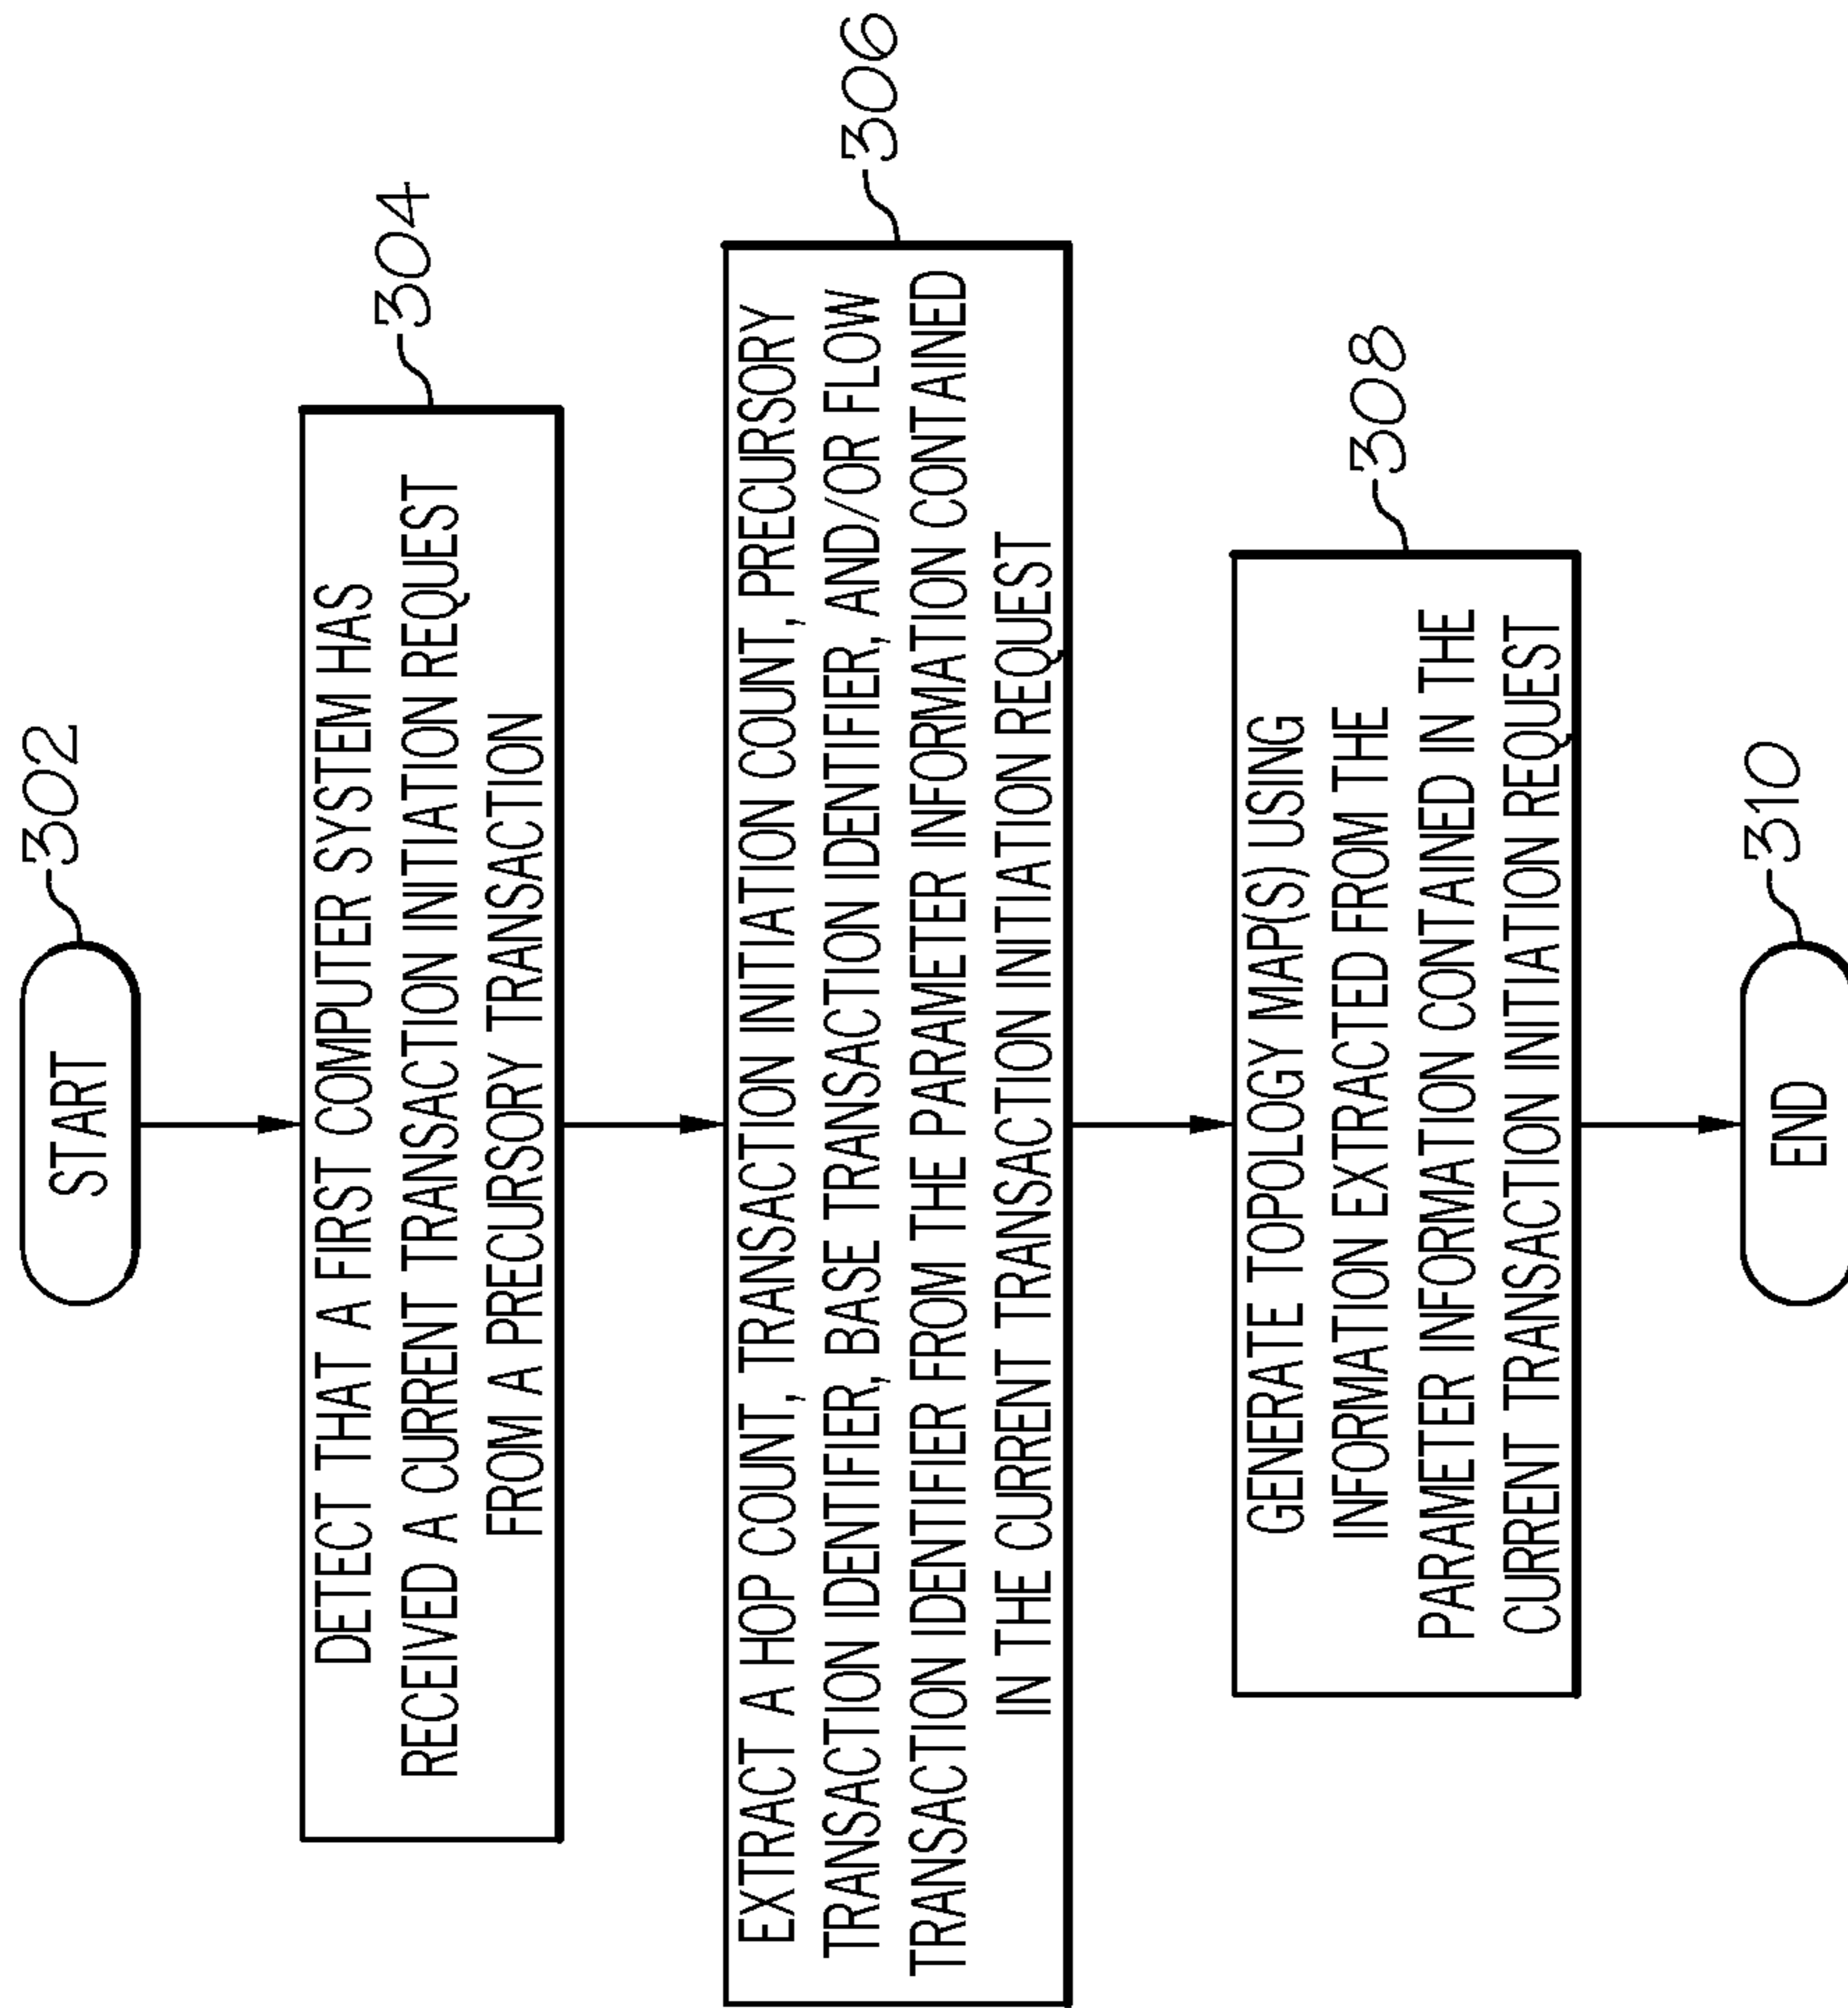 302
START
304
DETECT THAT A FIRST COMPUTER SYSTEM HAS
RECEIVED A CURRENT TRANSACTION INITIATION REQUEST
FROM A PRECURSORY TRANSACTION
306
EXTRACT A HOP COUNT, TRANSACTION INITIATION COUNT, PRECURSORY
TRANSACTION IDENTIFIER, BASE TRANSACTION IDENTIFIER, AND/OR FLOW
TRANSACTION IDENTIFIER FROM THE PARAMETER INFORMATION CONTAINED
IN THE CURRENT TRANSACTION INITIATION REQUEST
308
GENERATE TOPOLOGY MAP(S) USING
INFORMATION EXTRACTED FROM THE
PARAMETER INFORMATION CONTAINED IN THE
CURRENT TRANSACTION INITIATION REQUEST
310
END